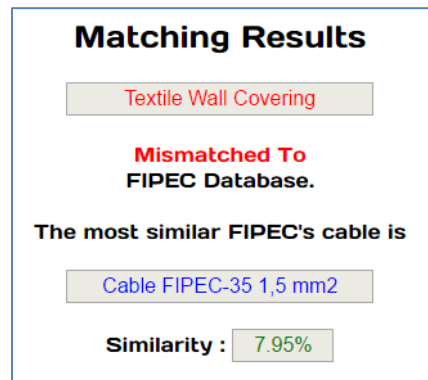 Matching Results
Textile Wall Covering
Mismatched To
FIPEC Database.
The most similar FIPEC's cable is
Cable FIPEC-35 1,5 mm2
Similarity : 7.95%